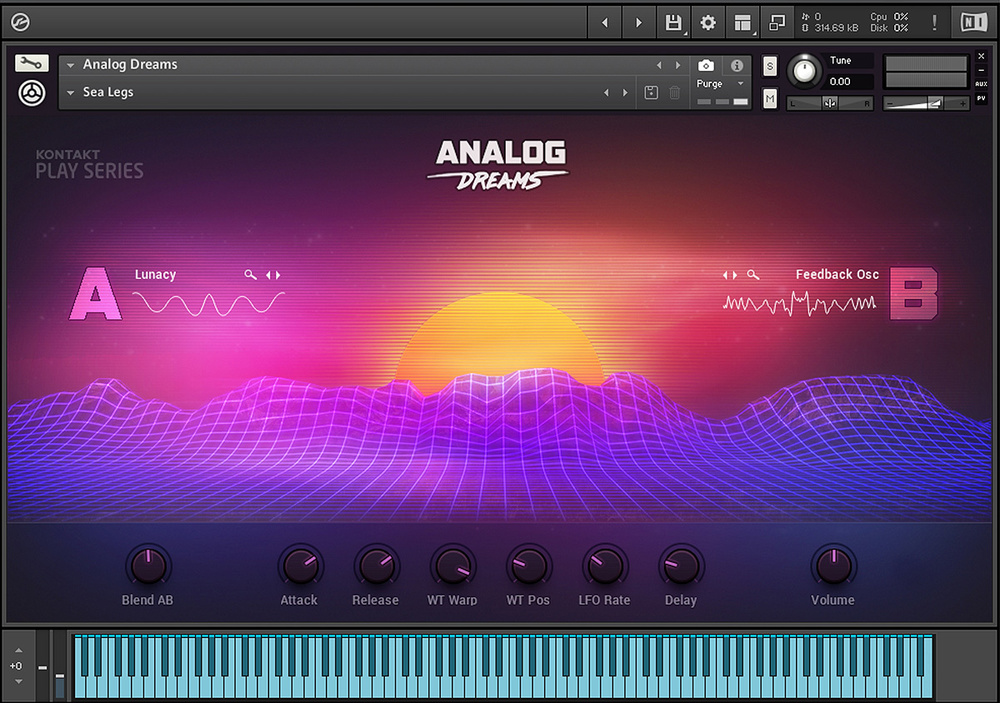 0
Cpu 0%
314.69 kB
Disk 0%
!
NI
Analog Dreams
Sea Legs
Purge
i
S
M
Tune
0.00
L
R
-
+
x
-
AUX
PV
KONTAKT
PLAY SERIES
ANALOG
DREAMS
A
Lunacy
Feedback Osc
B
Blend AB
Attack
Release
WT Warp
WT Pos
LFO Rate
Delay
Volume
+0